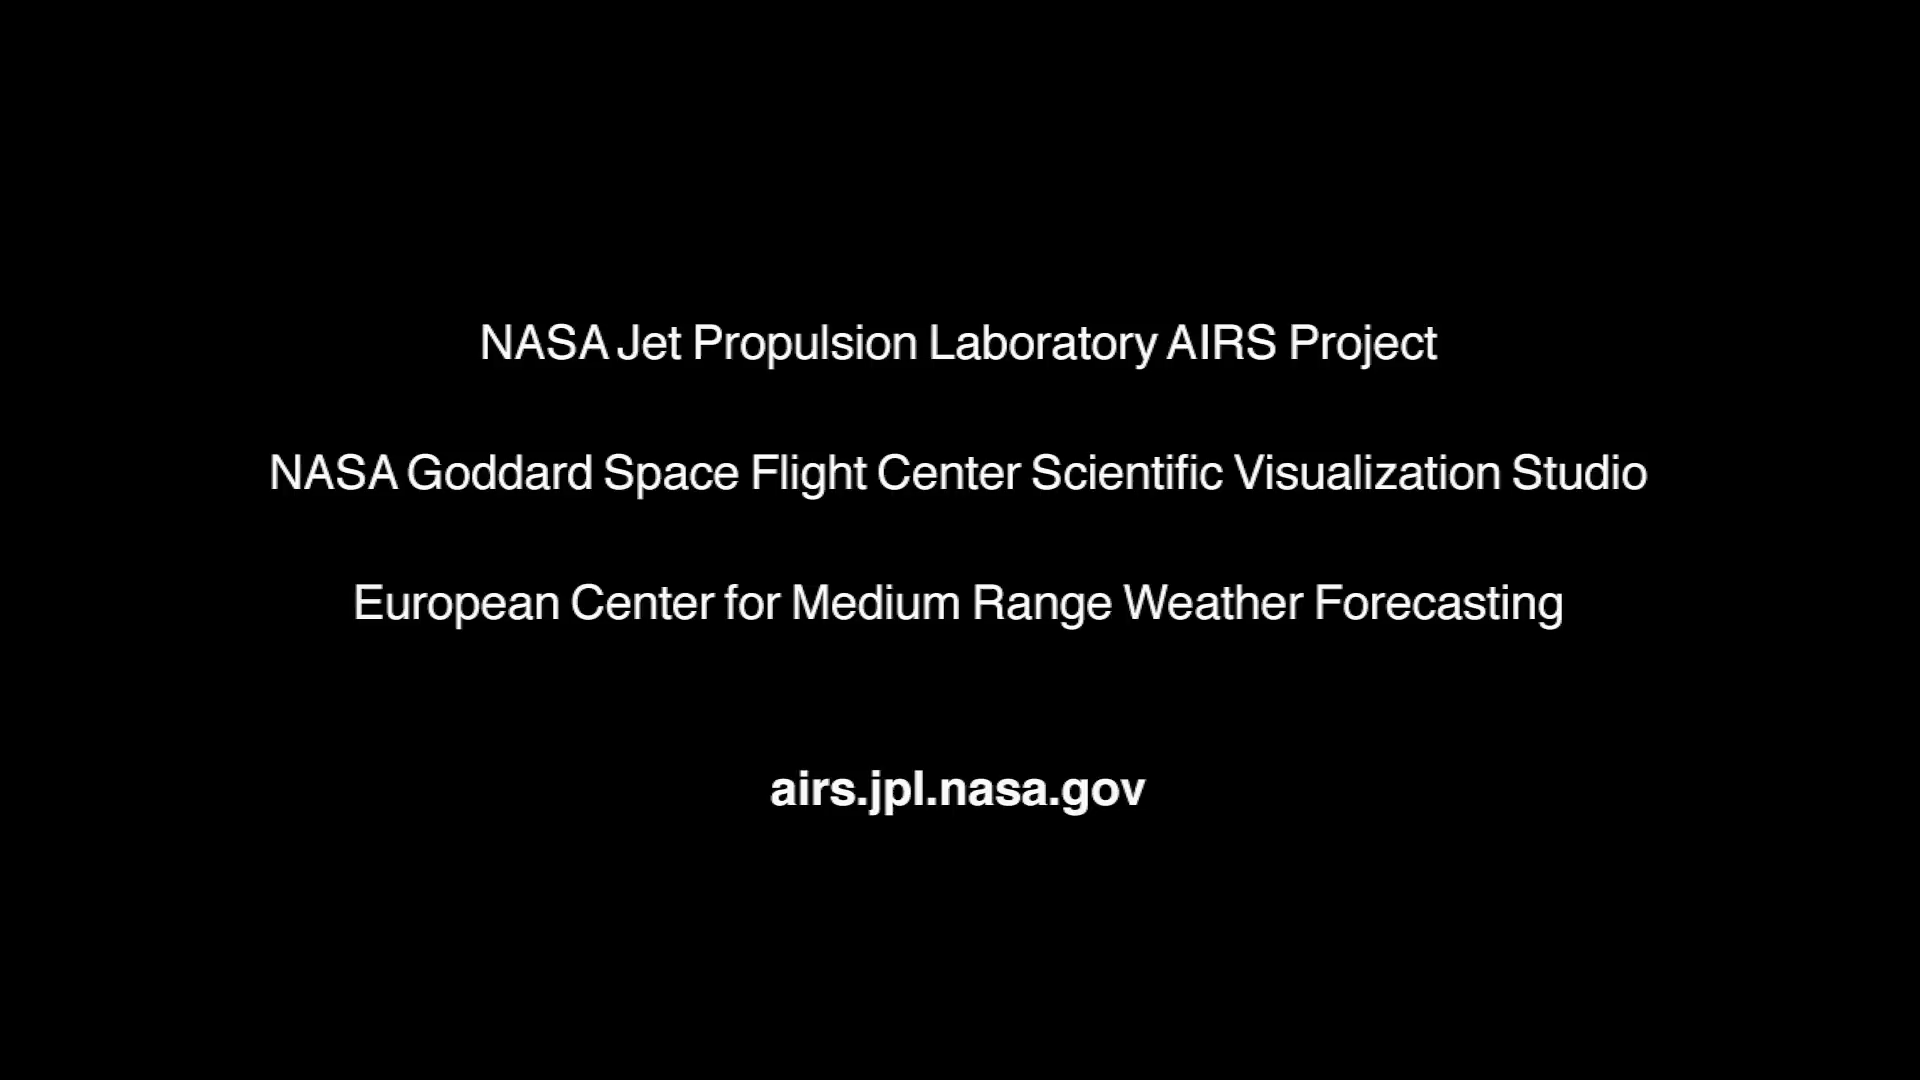 NASA Jet Propulsion Laboratory AIRS Project
NASA Goddard Space Flight Center Scientific Visualization Studio
European Center for Medium Range Weather Forecasting
airs.jpl.nasa.gov